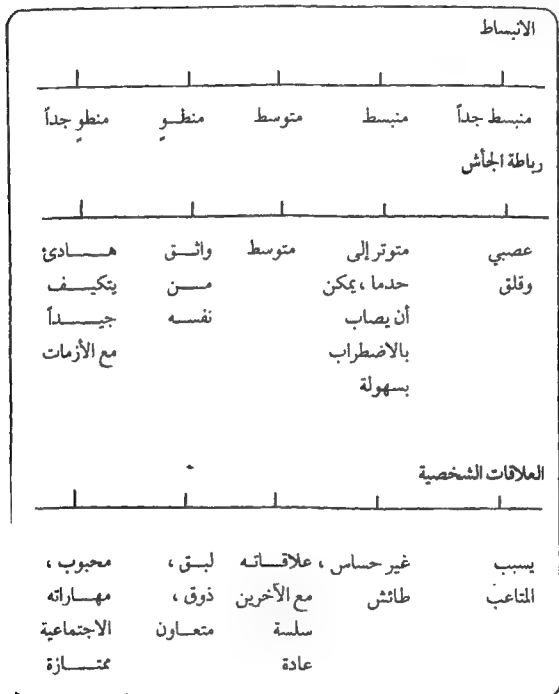 الانبساط
منبسط جداً منبسط متوسط منطوٍ منطوٍ جداً
رباطة الجأش
عصبي متوتر إلى متوسط واثق هادئ
وقلق حدما ، يمكن من يتكيف
أن يصاب نفسه جيداً
بالاضطراب مع الأزمات
بسهولة
العلاقات الشخصية
يسبب غير حساس ، علاقاته لبق ، محبوب ،
المتاعب طائش مع الآخرين ذوق ، مهاراته
سلسة متعاون الاجتماعية
عادة ممتازة